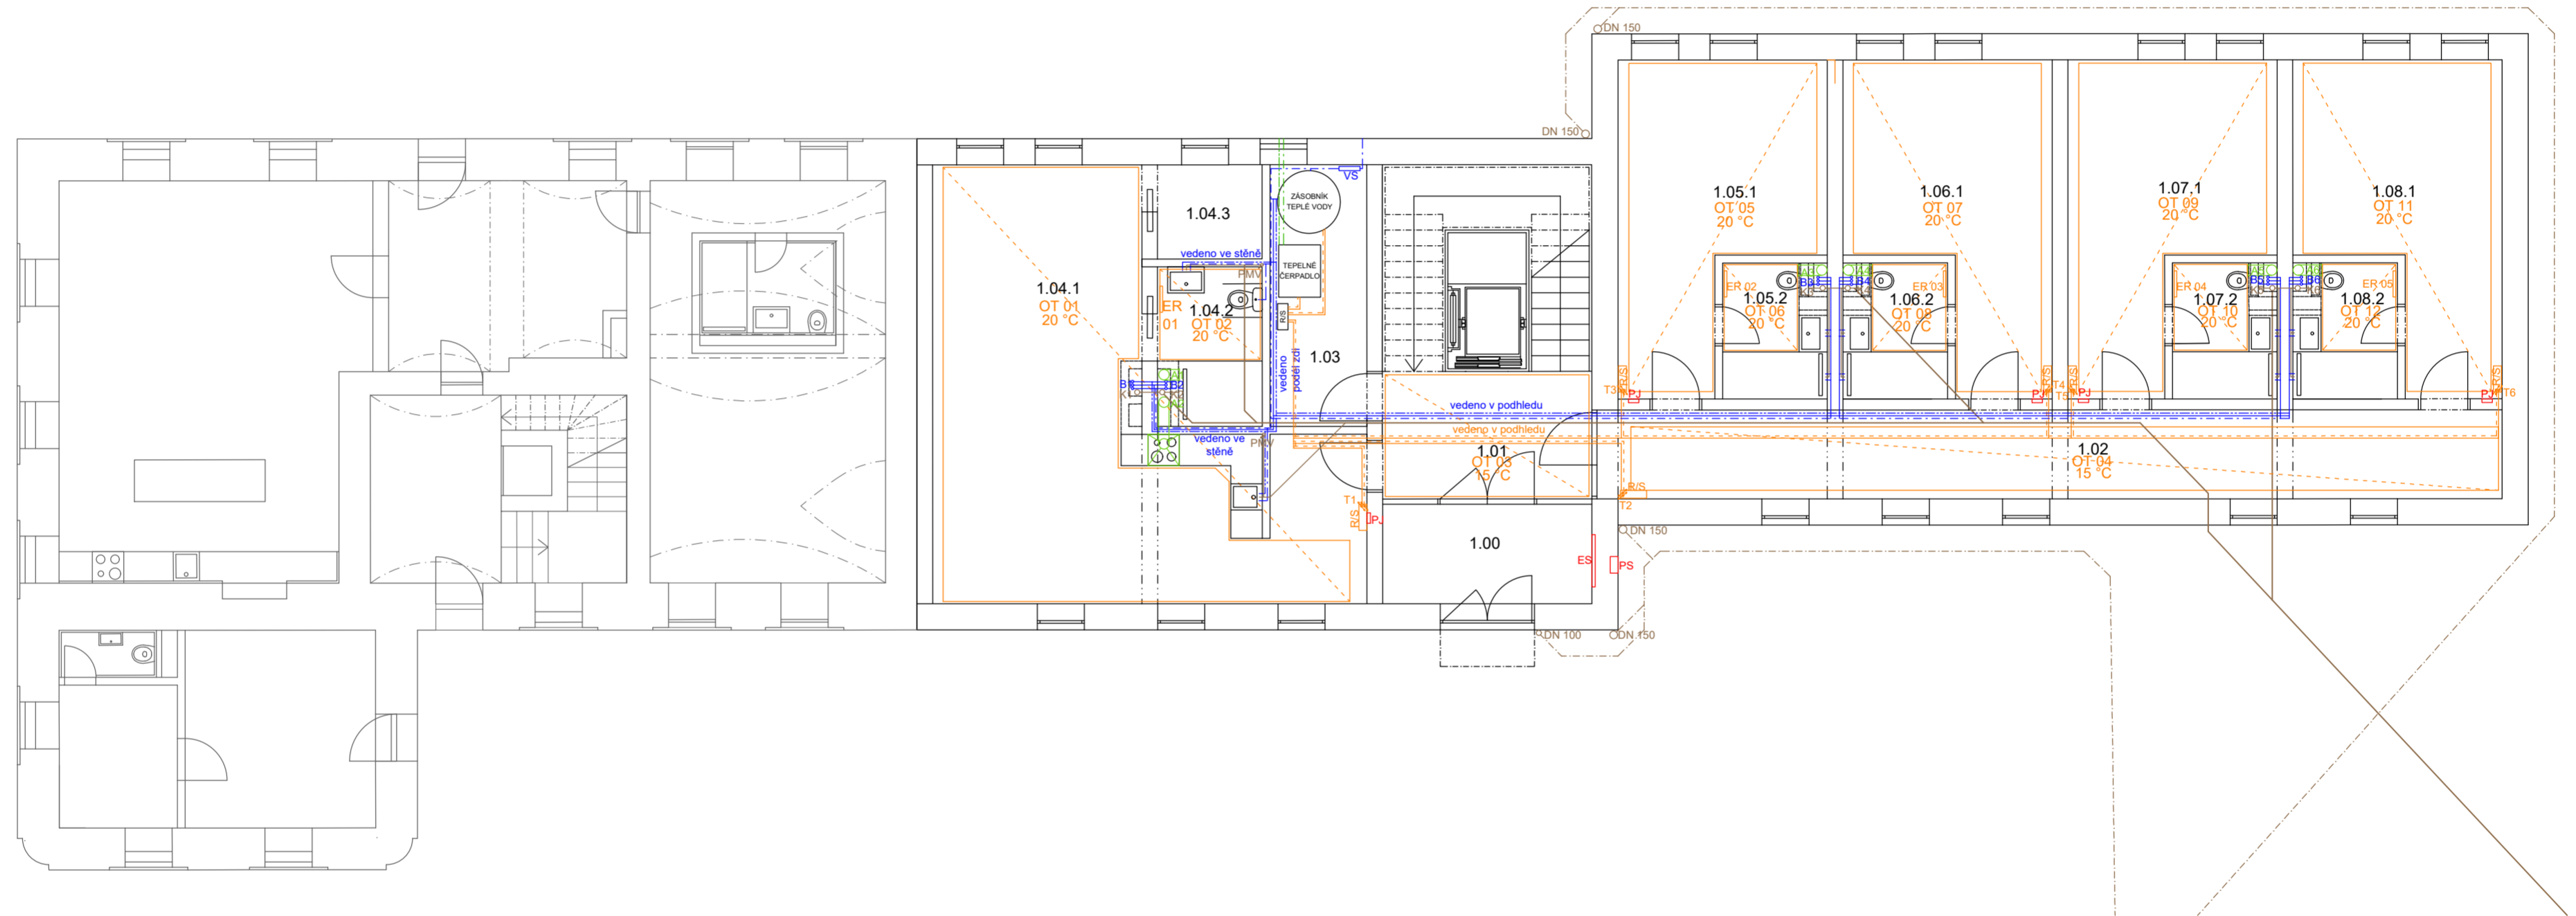 DN 150
DN 150
VS
ZÁSOBNÍK
TEPLÉ VODY
1.04.3
vedeno ve stěně
PMV
TEPELNÉ
ČERPADLO
R/S
1.04.1
OT 01
20 °C
ER
01
1.04.2
OT 02
20 °C
1.03
vedeno
podél zdi
B2
vedeno ve
stěně
PMV
vedeno v podhledu
vedeno v podhledu
1.01
OT 03
15 °C
T1
R/S
PJ
1.00
ES
PS
DN 100
DN 150
DN 150
1.05.1
OT 05
20 °C
1.06.1
OT 07
20 °C
1.07.1
OT 09
20 °C
1.08.1
OT 11
20 °C
ER 02
1.05.2
OT 06
20 °C
B3
B4
ER 03
1.06.2
OT 08
20 °C
ER 04
1.07.2
OT 10
20 °C
B5
B6
ER 05
1.08.2
OT 12
20 °C
T3
R/S
PJ
PJ
R/S
T4
T5
R/S
PJ
PJ
R/S
T6
1.02
OT 04
15 °C
R/S
T2